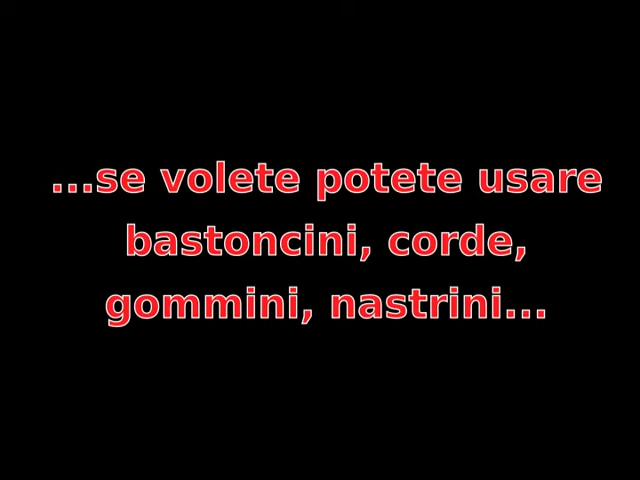 ...se volete potete usare
bastoncini, corde,
gommini, nastrini...